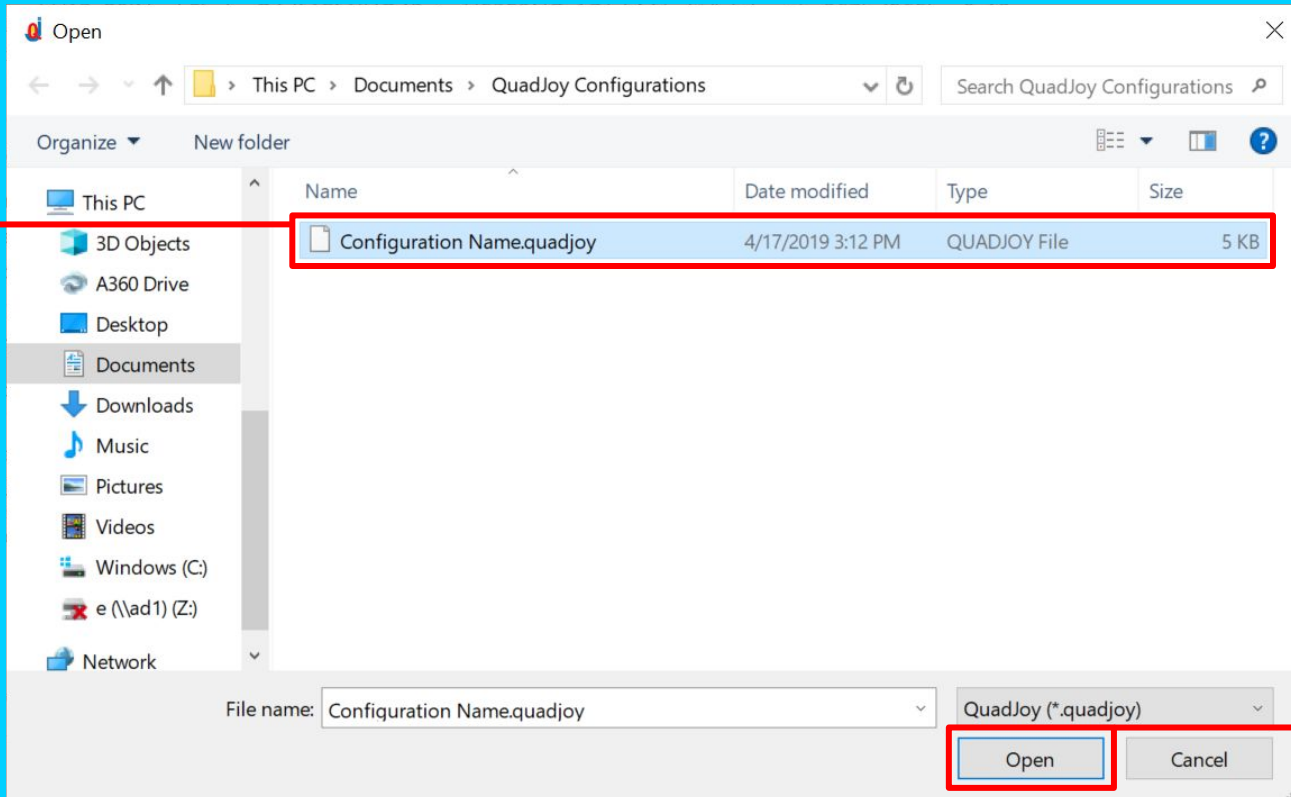 Open
This PC > Documents > QuadJoy Configurations
Search QuadJoy Configurations
Organize New folder
?
Name Date modified Type Size
Configuration Name.quadjoy 4/17/2019 3:12 PM QUADJOY File 5 KB
This PC
3D Objects
A360 Drive
Desktop
Documents
Downloads
Music
Pictures
Videos
Windows (C:)
e (\\ad1) (Z:)
Network
File name: Configuration Name.quadjoy QuadJoy (*.quadjoy)
Open Cancel